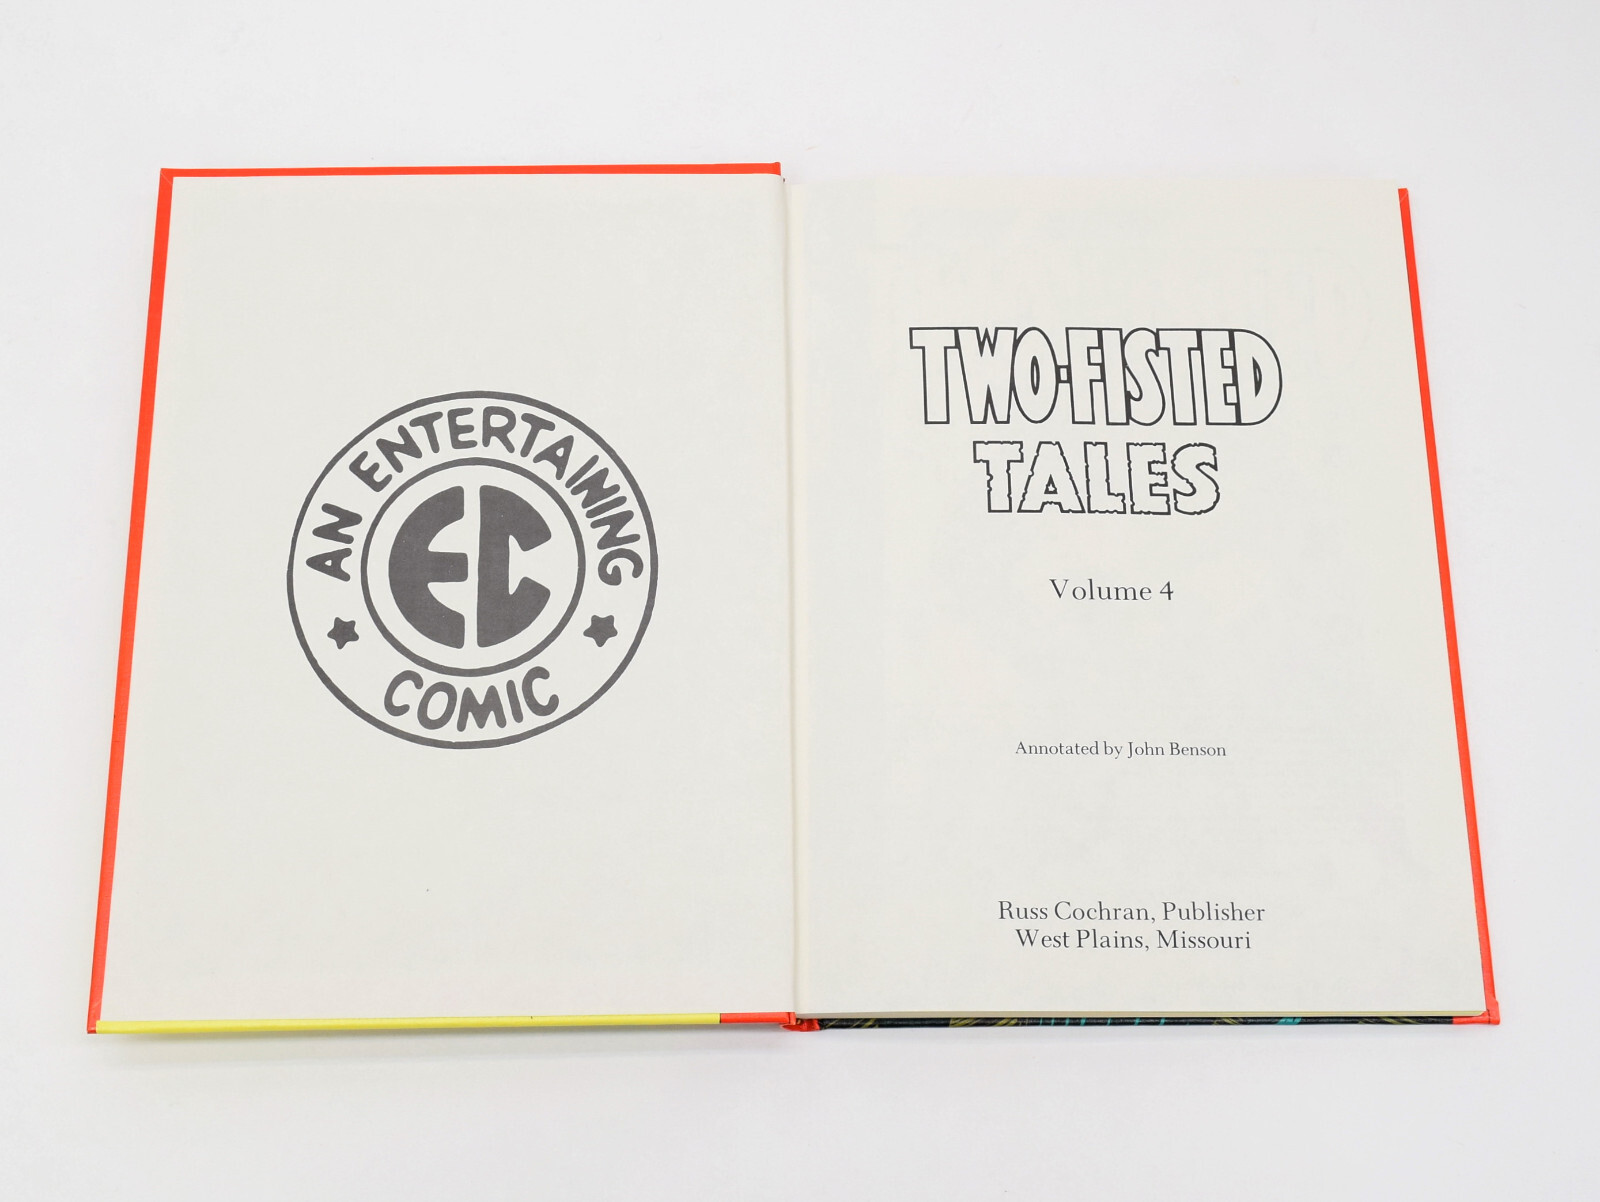 AN ENTERTAINING
EC
COMIC
TWO-FISTED
TALES
Volume 4
Annotated by John Benson
Russ Cochran, Publisher
West Plains, Missouri